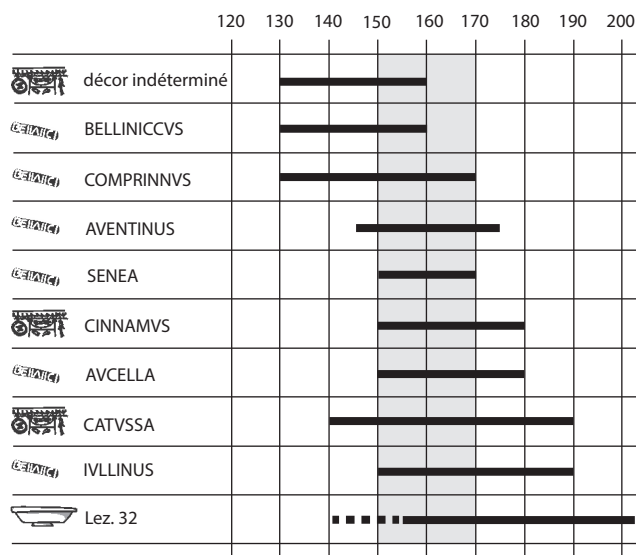 120 130 140 150 160 170 180 190 200
décor indéterminé
BELLINICCVS
COMPRINNVS
AVENTINUS
SENEA
CINNAMVS
AVCELLA
CATVSSA
IVLLINUS
Lez. 32